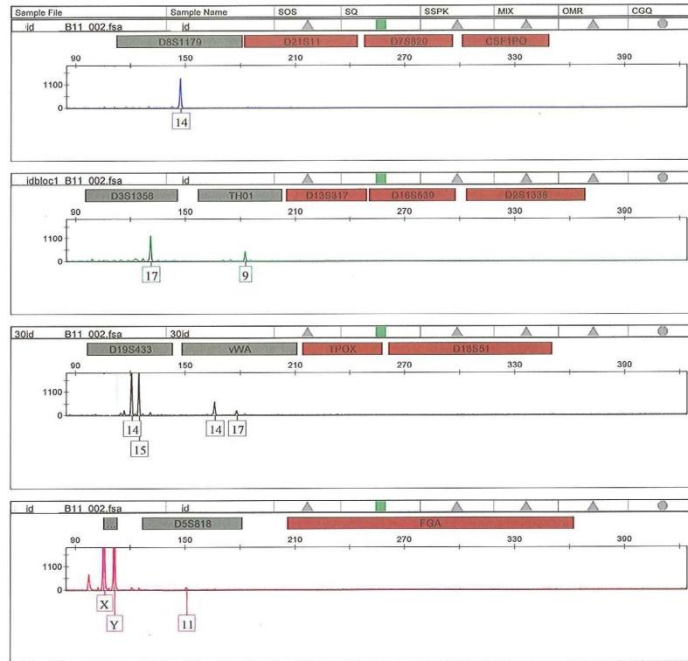 Sample File Sample Name SOS SQ SSPK MIX OMR CGQ
id B11_002.fsa id
D8S1179 D21S11 D7S820 CSF1PO
90 150 210 270 330 390
1100
0
14
idbloc1 B11_002.fsa id
D3S1358 TH01 D13S317 D16S539 D2S1338
90 150 210 270 330 390
1100
0
17 9
30id B11_002.fsa 30id
D19S433 vWA TPOX D18S51
90 150 210 270 330 390
1100
0
14 14 17
15
id B11_002.fsa id
... D5S818 FGA
90 150 210 270 330 390
1100
0
X
Y 11